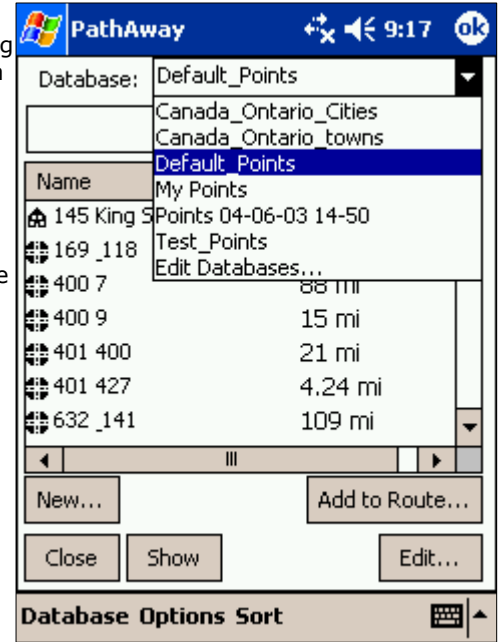 PathAway 9:17 ok
Database: Default_Points
Canada_Ontario_Cities
Canada_Ontario_towns
Default_Points
My Points
Points 04-06-03 14-50
Test_Points
Edit Databases...
Name
145 King S
169 _118
400 7 88 mi
400 9 15 mi
401 400 21 mi
401 427 4.24 mi
632 _141 109 mi
New... Add to Route...
Close Show Edit...
Database Options Sort